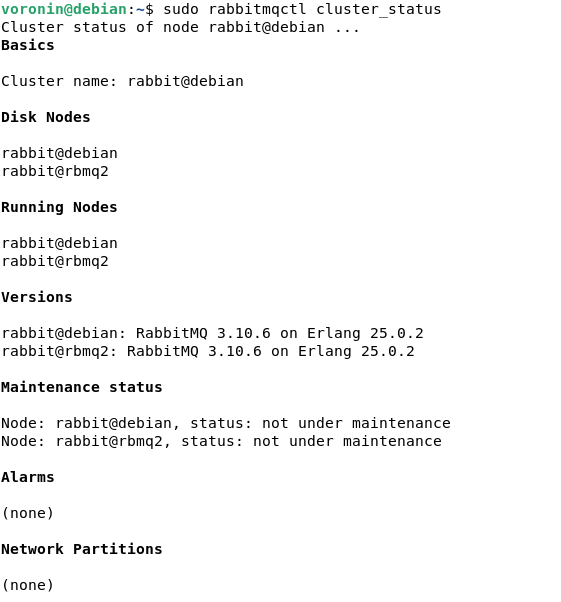 voronin@debian:~$ sudo rabbitmqctl cluster_status
Cluster status of node rabbit@debian ...
Basics
Cluster name: rabbit@debian
Disk Nodes
rabbit@debian
rabbit@rbmq2
Running Nodes
rabbit@debian
rabbit@rbmq2
Versions
rabbit@debian: RabbitMQ 3.10.6 on Erlang 25.0.2
rabbit@rbmq2: RabbitMQ 3.10.6 on Erlang 25.0.2
Maintenance status
Node: rabbit@debian, status: not under maintenance
Node: rabbit@rbmq2, status: not under maintenance
Alarms
(none)
Network Partitions
(none)